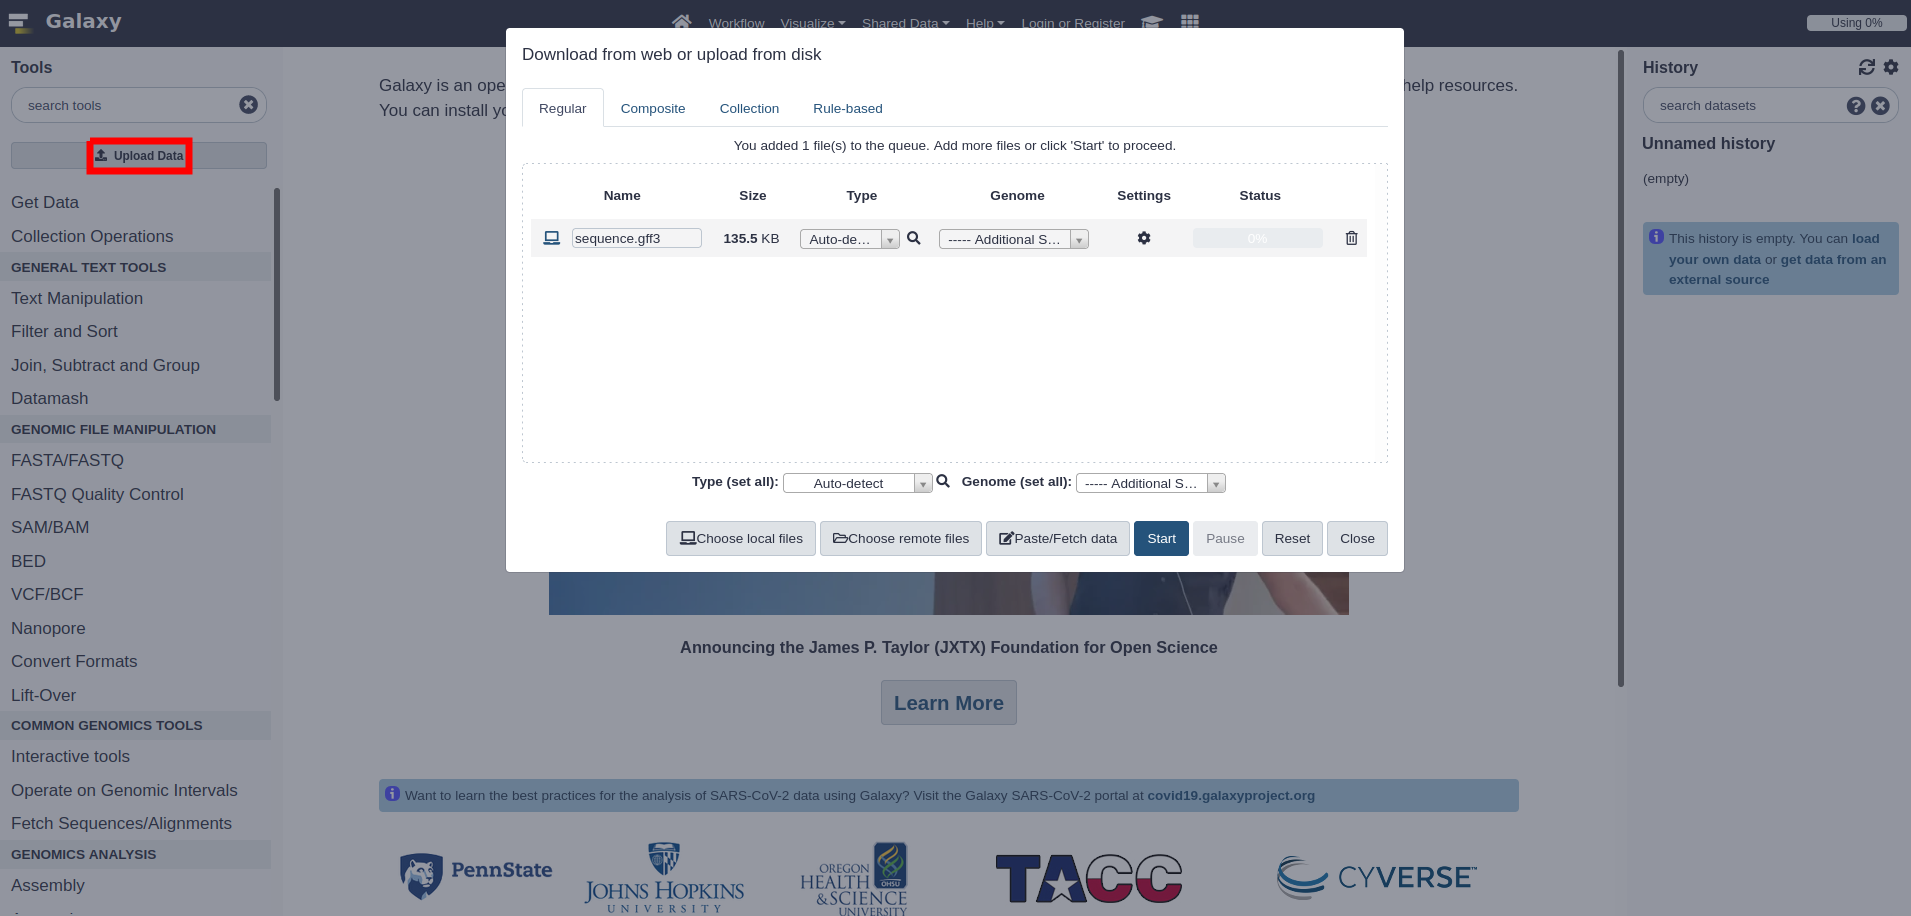 Galaxy
Workflow Visualize Shared Data Help Login or Register
Using 0%
Tools
search tools
Upload Data
Get Data
Collection Operations
GENERAL TEXT TOOLS
Text Manipulation
Filter and Sort
Join, Subtract and Group
Datamash
GENOMIC FILE MANIPULATION
FASTA/FASTQ
FASTQ Quality Control
SAM/BAM
BED
VCF/BCF
Nanopore
Convert Formats
Lift-Over
COMMON GENOMICS TOOLS
Interactive tools
Operate on Genomic Intervals
Fetch Sequences/Alignments
GENOMICS ANALYSIS
Assembly
Galaxy is an ope
help resources.
You can install yo
Download from web or upload from disk
Regular Composite Collection Rule-based
You added 1 file(s) to the queue. Add more files or click 'Start' to proceed.
Name Size Type Genome Settings Status
sequence.gff3 135.5 KB Auto-de... ----- Additional S... 0%
Type (set all): Auto-detect Genome (set all): ----- Additional S...
Choose local files Choose remote files Paste/Fetch data Start Pause Reset Close
Announcing the James P. Taylor (JXTX) Foundation for Open Science
Learn More
Want to learn the best practices for the analysis of SARS-CoV-2 data using Galaxy? Visit the Galaxy SARS-CoV-2 portal at covid19.galaxyproject.org
PennState
JOHNS HOPKINS
UNIVERSITY
OHSU
OREGON
HEALTH
&SCIENCE
UNIVERSITY
TACC
CYVERSE™
History
search datasets
Unnamed history
(empty)
This history is empty. You can load
your own data or get data from an
external source